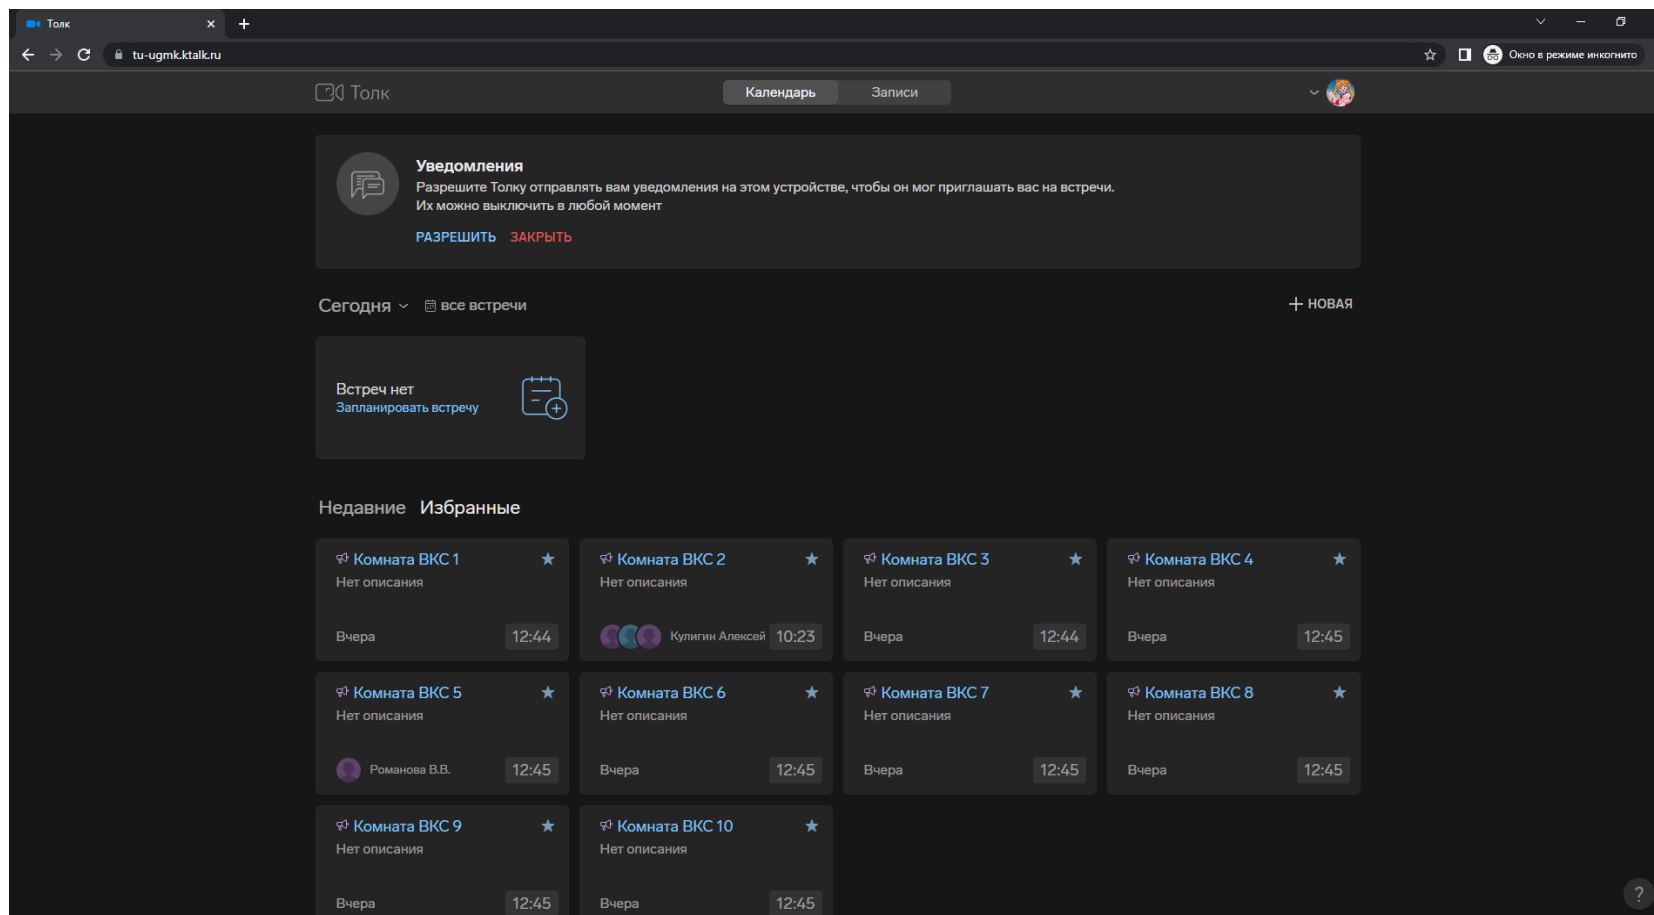 Толк
tu-ugmk.ktalk.ru
Окно в режиме инкогнито
Толк
Календарь
Записи
Уведомления
Разрешите Толку отправлять вам уведомления на этом устройстве, чтобы он мог приглашать вас на встречи.
Их можно выключить в любой момент
РАЗРЕШИТЬ ЗАКРЫТЬ
Сегодня все встречи
НОВАЯ
Встреч нет
Запланировать встречу
Недавние Избранные
Комната ВКС 1
Нет описания
Вчера 12:44
Комната ВКС 2
Нет описания
Кулигин Алексей 10:23
Комната ВКС 3
Нет описания
Вчера 12:44
Комната ВКС 4
Нет описания
Вчера 12:45
Комната ВКС 5
Нет описания
Романова В.В. 12:45
Комната ВКС 6
Нет описания
Вчера 12:45
Комната ВКС 7
Нет описания
Вчера 12:45
Комната ВКС 8
Нет описания
Вчера 12:45
Комната ВКС 9
Нет описания
Вчера 12:45
Комната ВКС 10
Нет описания
Вчера 12:45
?